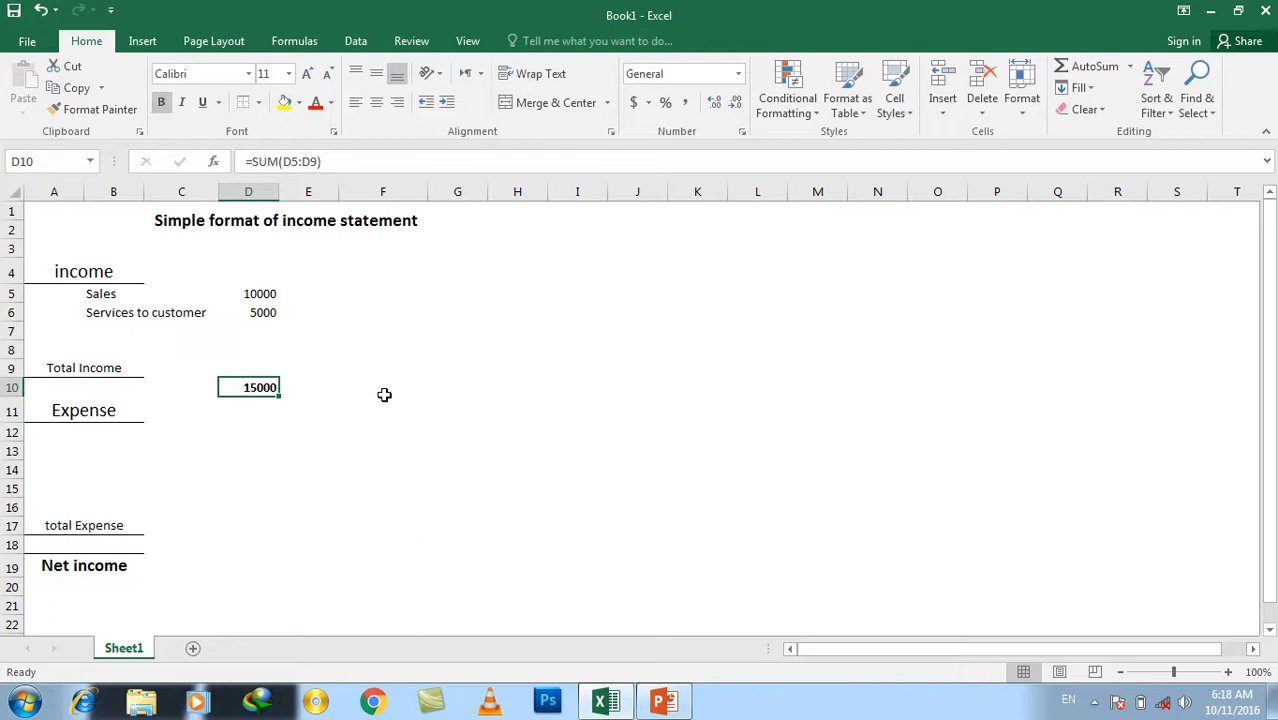 Book1 - Excel
File Home Insert Page Layout Formulas Data Review View Tell me what you want to do... Sign in Share
Paste Cut Copy Format Painter
Calibri 11 A A
B I U A
Wrap Text
Merge & Center
General
$ % , .0 .00
Conditional Formatting Format as Table Cell Styles
Insert Delete Format
AutoSum Fill Clear
Sort & Filter Find & Select
Clipboard Font Alignment Number Styles Cells Editing
D10 fx =SUM(D5:D9)
A B C D E F G H I J K L M N O P Q R S T
1
Simple format of income statement
2
3
4 income
5 Sales 10000
6 Services to customer 5000
7
8
9 Total Income
10 15000
11 Expense
12
13
14
15
16
17 total Expense
18
19 Net income
20
21
22
Sheet1
Ready 100%
Ps EN 6:18 AM
10/11/2016